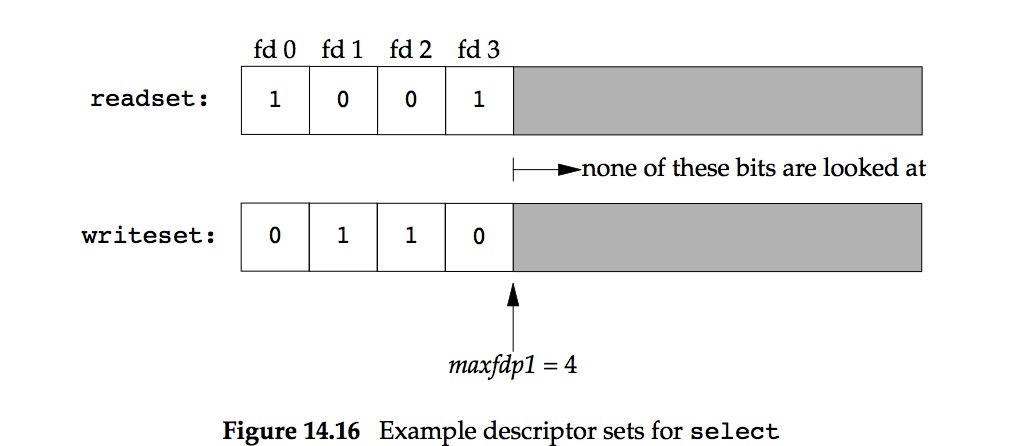 fd 0 fd 1 fd 2 fd 3
readset: 1 0 0 1
none of these bits are looked at
writeset: 0 1 1 0
maxfdp1 = 4
Figure 14.16 Example descriptor sets for select